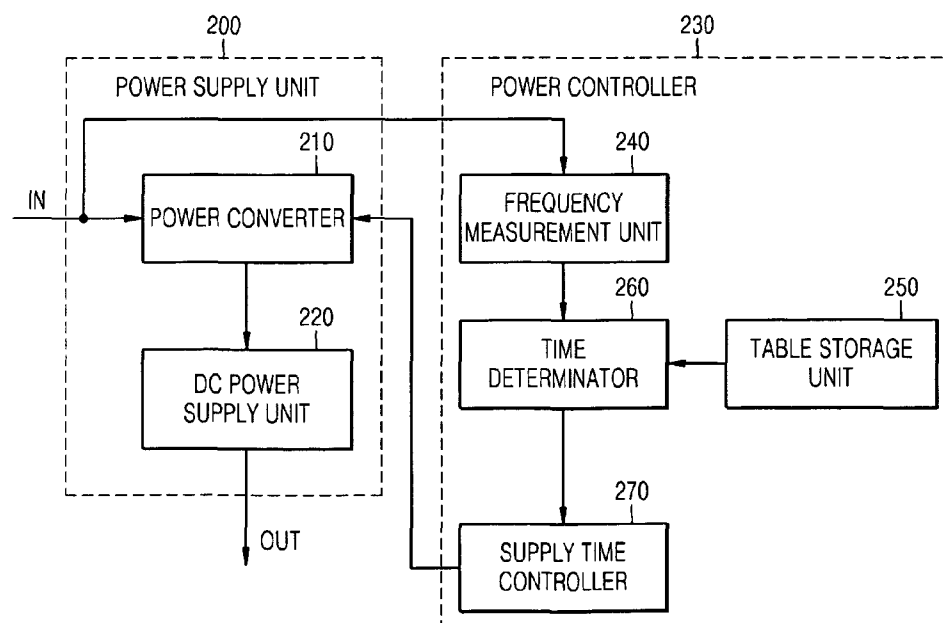 200
230
POWER SUPPLY UNIT
POWER CONTROLLER
210
240
IN
POWER CONVERTER
FREQUENCY
MEASUREMENT UNIT
220
260
250
DC POWER
SUPPLY UNIT
TIME
DETERMINATOR
TABLE STORAGE
UNIT
270
OUT
SUPPLY TIME
CONTROLLER